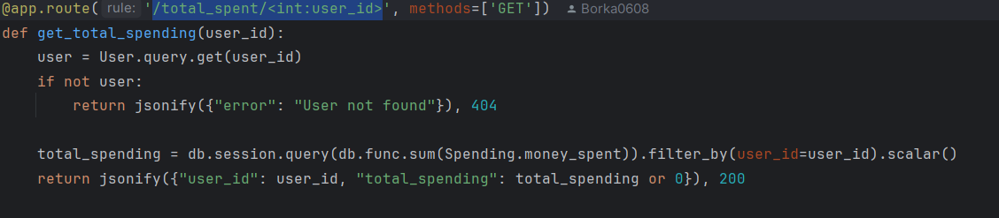 @app.route( rule: '/total_spent/<int:user_id>', methods=['GET']) Borka0608
def get_total_spending(user_id):
    user = User.query.get(user_id)
    if not user:
        return jsonify({"error": "User not found"}), 404
    total_spending = db.session.query(db.func.sum(Spending.money_spent)).filter_by(user_id=user_id).scalar()
    return jsonify({"user_id": user_id, "total_spending": total_spending or 0}), 200